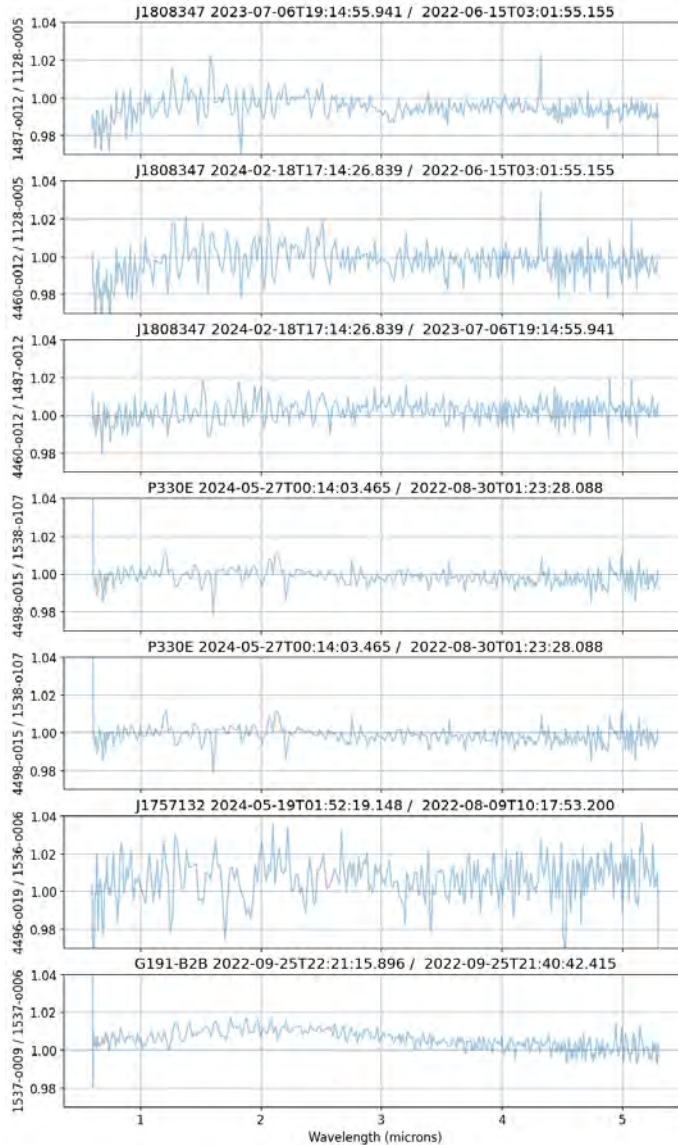 J1808347 2023-07-06T19:14:55.941 / 2022-06-15T03:01:55.155
1487-o012 / 1128-o005
1.04
1.02
1.00
0.98
J1808347 2024-02-18T17:14:26.839 / 2022-06-15T03:01:55.155
4460-o012 / 1128-o005
1.04
1.02
1.00
0.98
J1808347 2024-02-18T17:14:26.839 / 2023-07-06T19:14:55.941
4460-o012 / 1487-o012
1.04
1.02
1.00
0.98
P330E 2024-05-27T00:14:03.465 / 2022-08-30T01:23:28.088
4498-o015 / 1538-o107
1.04
1.02
1.00
0.98
P330E 2024-05-27T00:14:03.465 / 2022-08-30T01:23:28.088
4498-o015 / 1538-o107
1.04
1.02
1.00
0.98
J1757132 2024-05-19T01:52:19.148 / 2022-08-09T10:17:53.200
4496-o019 / 1536-o006
1.04
1.02
1.00
0.98
G191-B2B 2022-09-25T22:21:15.896 / 2022-09-25T21:40:42.415
1537-o009 / 1537-o006
1.04
1.02
1.00
0.98
1 2 3 4 5
Wavelength (microns)